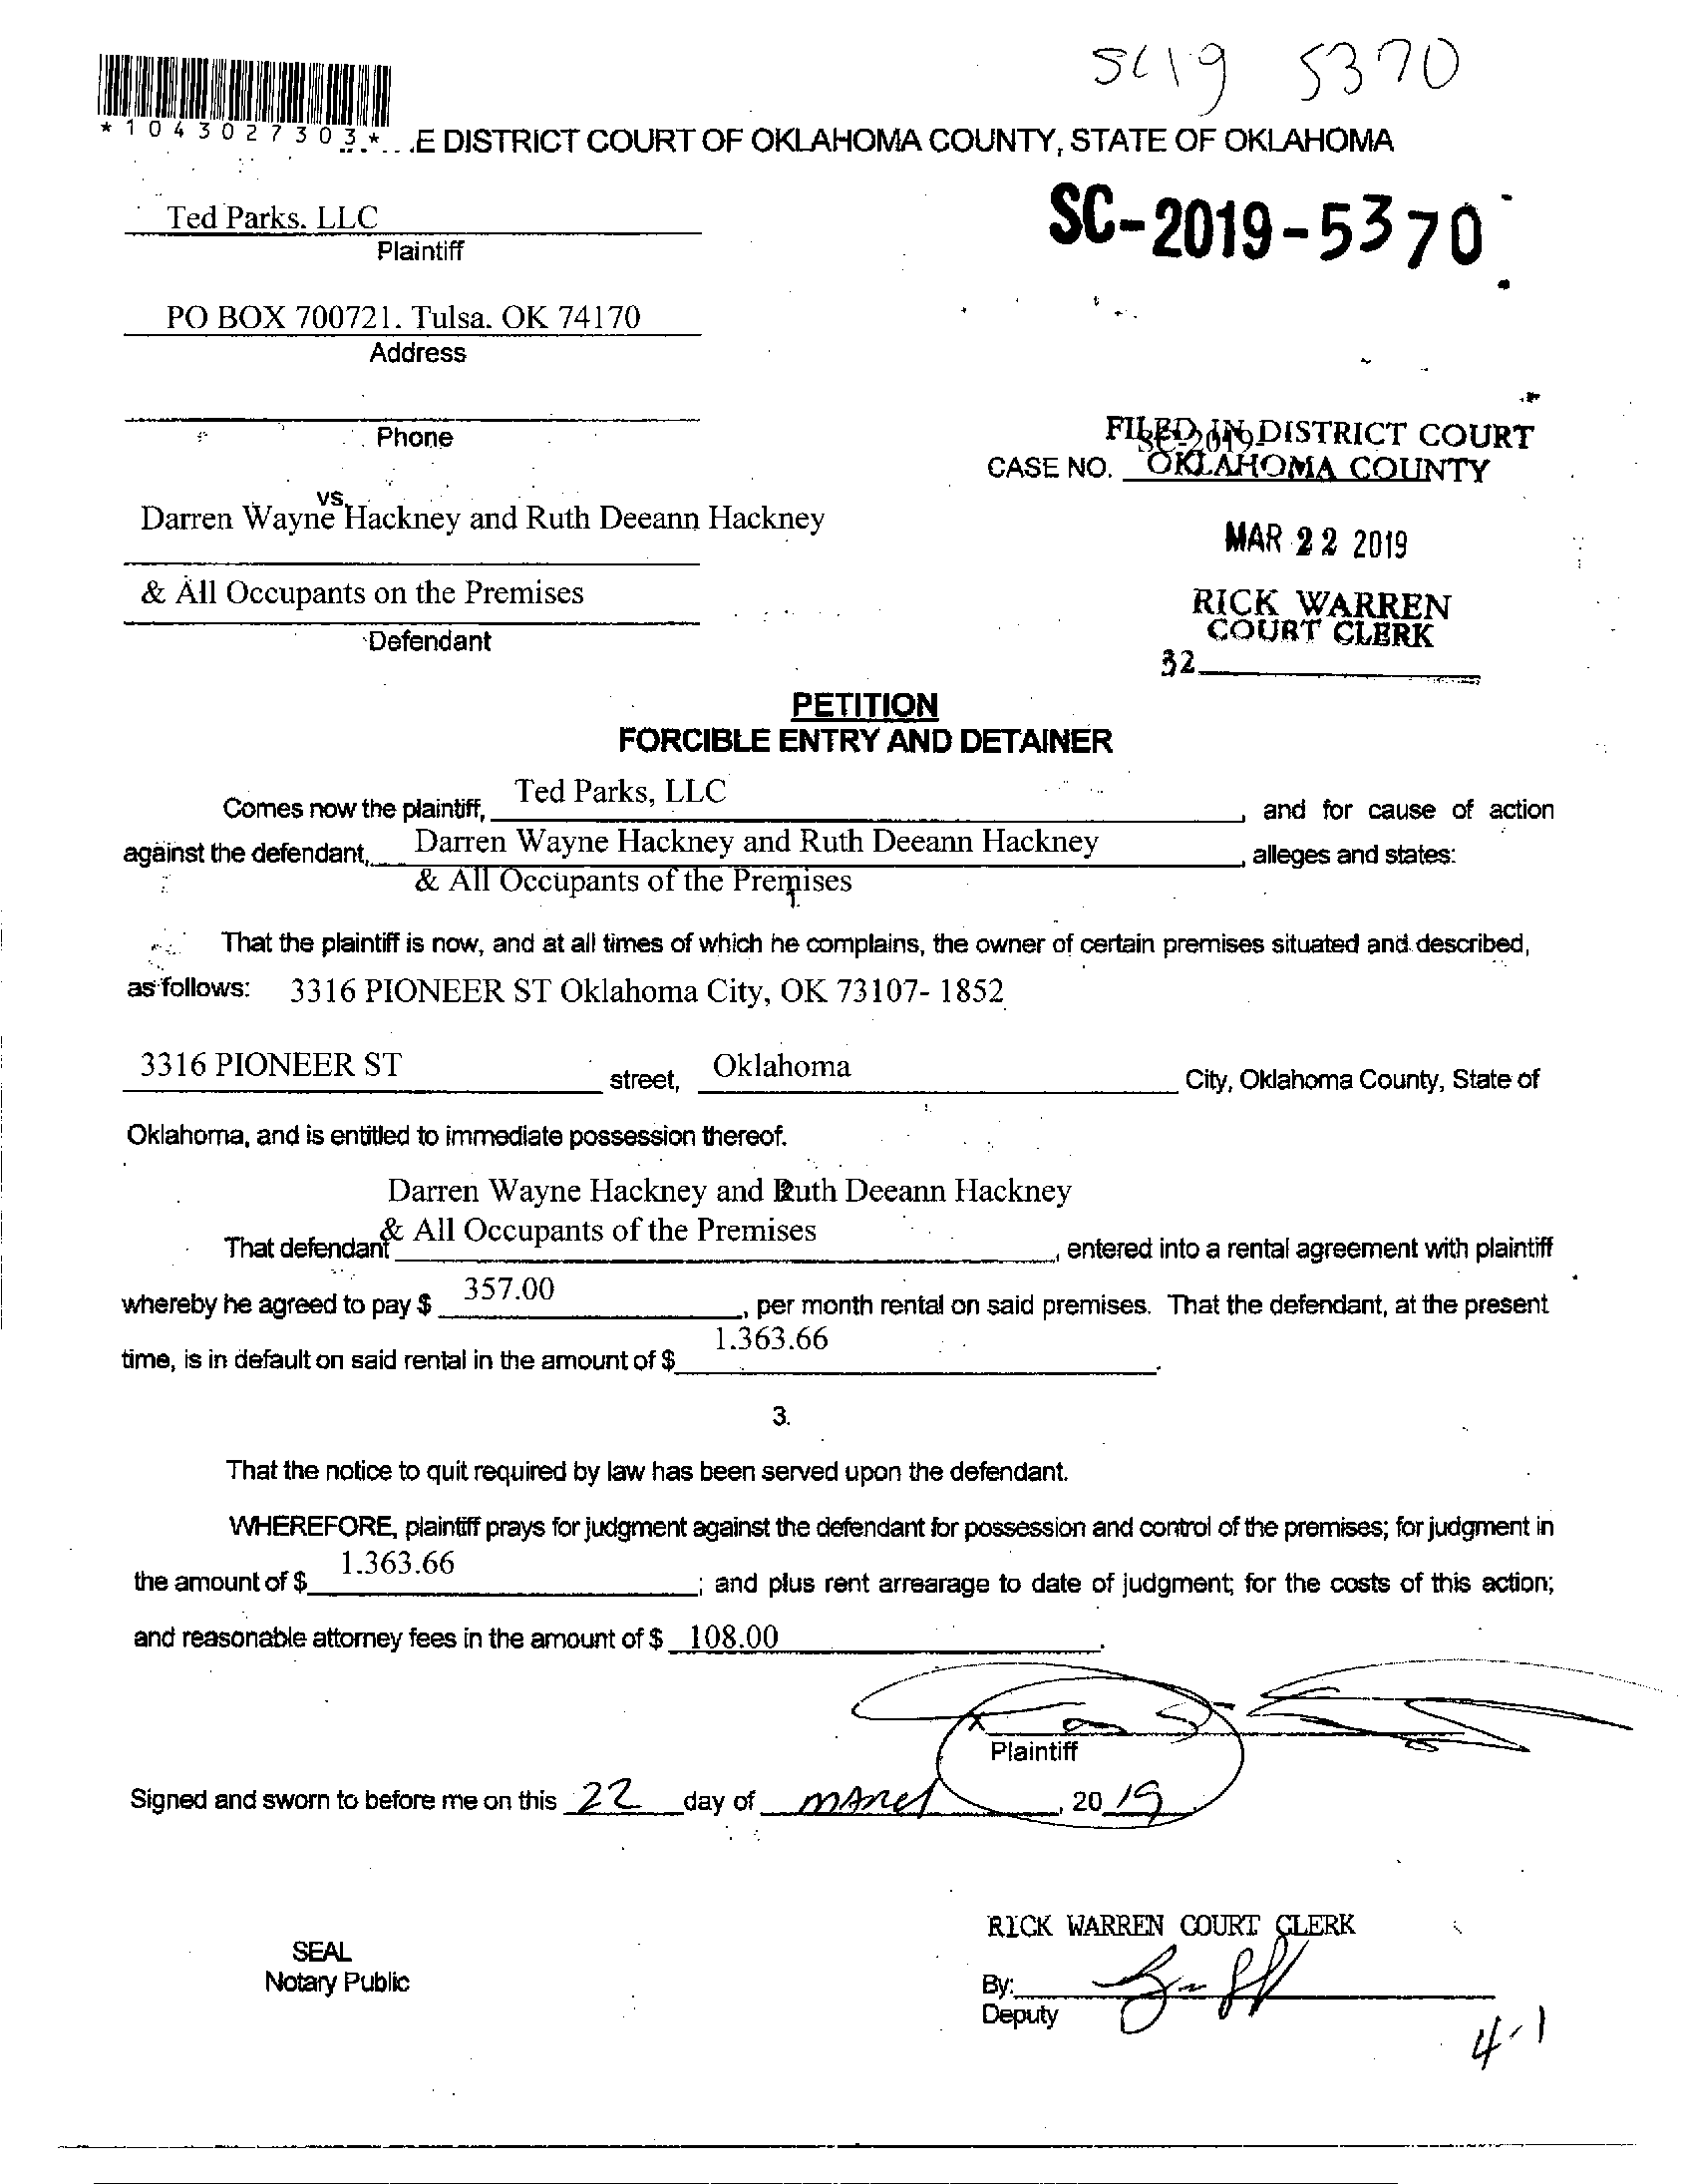 SC19 5370
*1043027303*
E DISTRICT COURT OF OKLAHOMA COUNTY, STATE OF OKLAHOMA
Ted Parks. LLC
Plaintiff
SC-2019-5370
PO BOX 700721. Tulsa. OK 74170
Address
Phone
FILED IN DISTRICT COURT
SC-2019-
CASE NO. OKLAHOMA COUNTY
vs.
Darren Wayne Hackney and Ruth Deeann Hackney
MAR 22 2019
& All Occupants on the Premises
Defendant
RICK WARREN
COURT CLERK
32
PETITION
FORCIBLE ENTRY AND DETAINER
Comes now the plaintiff, Ted Parks, LLC, and for cause of action
against the defendant, Darren Wayne Hackney and Ruth Deeann Hackney, alleges and states:
& All Occupants of the Premises
1.
That the plaintiff is now, and at all times of which he complains, the owner of certain premises situated and described,
as follows: 3316 PIONEER ST Oklahoma City, OK 73107- 1852
3316 PIONEER ST street, Oklahoma City, Oklahoma County, State of
Oklahoma, and is entitled to immediate possession thereof.
2.
Darren Wayne Hackney and Ruth Deeann Hackney
That defendant & All Occupants of the Premises, entered into a rental agreement with plaintiff
whereby he agreed to pay $ 357.00, per month rental on said premises. That the defendant, at the present
time, is in default on said rental in the amount of $ 1.363.66.
3.
That the notice to quit required by law has been served upon the defendant.
WHEREFORE, plaintiff prays for judgment against the defendant for possession and control of the premises; for judgment in
the amount of $ 1.363.66; and plus rent arrearage to date of judgment; for the costs of this action;
and reasonable attorney fees in the amount of $ 108.00.
X
Plaintiff
Signed and sworn to before me on this 22 day of March, 2019
RICK WARREN COURT CLERK
SEAL
Notary Public
By:
Deputy
4-1